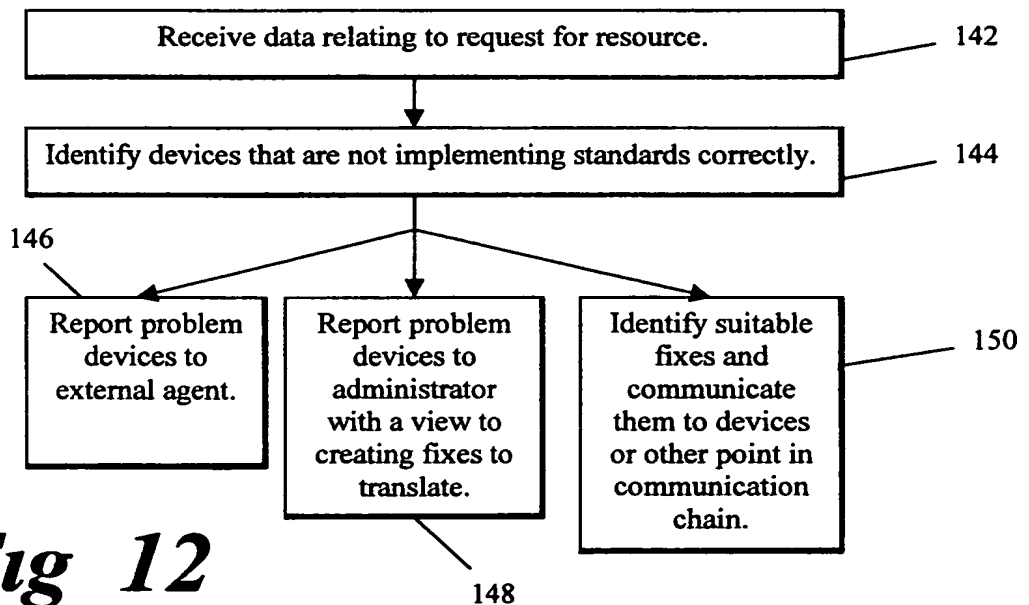 Receive data relating to request for resource.
142
Identify devices that are not implementing standards correctly.
144
146
Report problem
devices to
external agent.
Report problem
devices to
administrator
with a view to
creating fixes to
translate.
Identify suitable
fixes and
communicate
them to devices
or other point in
communication
chain.
150
Fig 12
148